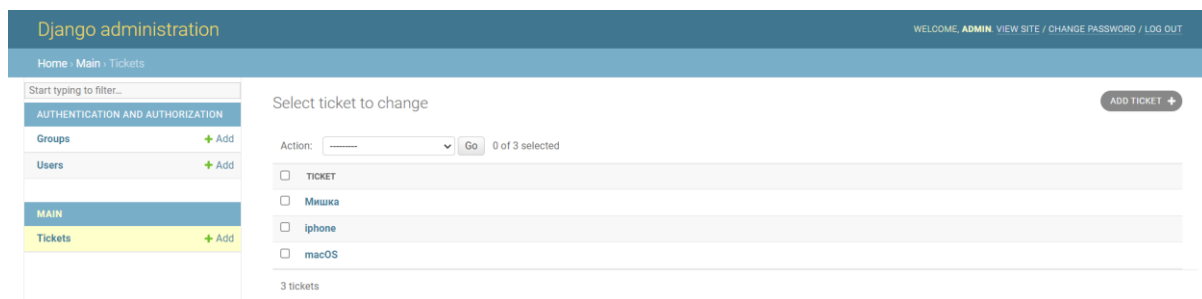 Django administration
WELCOME, ADMIN. VIEW SITE / CHANGE PASSWORD / LOG OUT
Home › Main › Tickets
Start typing to filter...
AUTHENTICATION AND AUTHORIZATION
Groups + Add
Users + Add
MAIN
Tickets + Add
Select ticket to change
ADD TICKET +
Action: --------- Go 0 of 3 selected
TICKET
Мишка
iphone
macOS
3 tickets